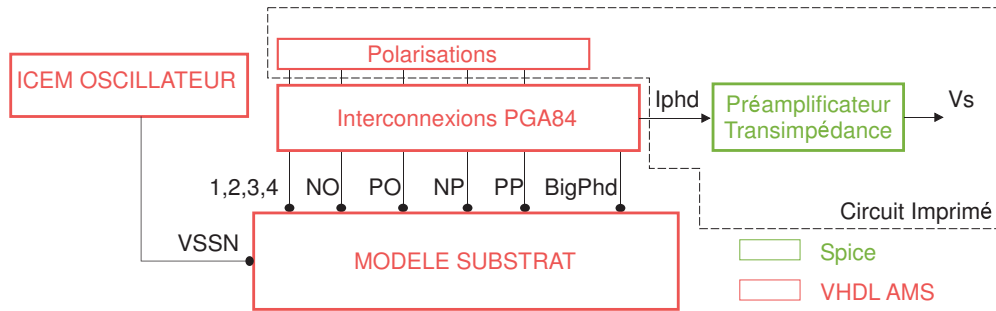 Polarisations
ICEM OSCILLATEUR
Interconnexions PGA84
Iphd
Préamplificateur
Transimpédance
Vs
1,2,3,4
NO
PO
NP
PP
BigPhd
Circuit Imprimé
VSSN
MODELE SUBSTRAT
Spice
VHDL AMS